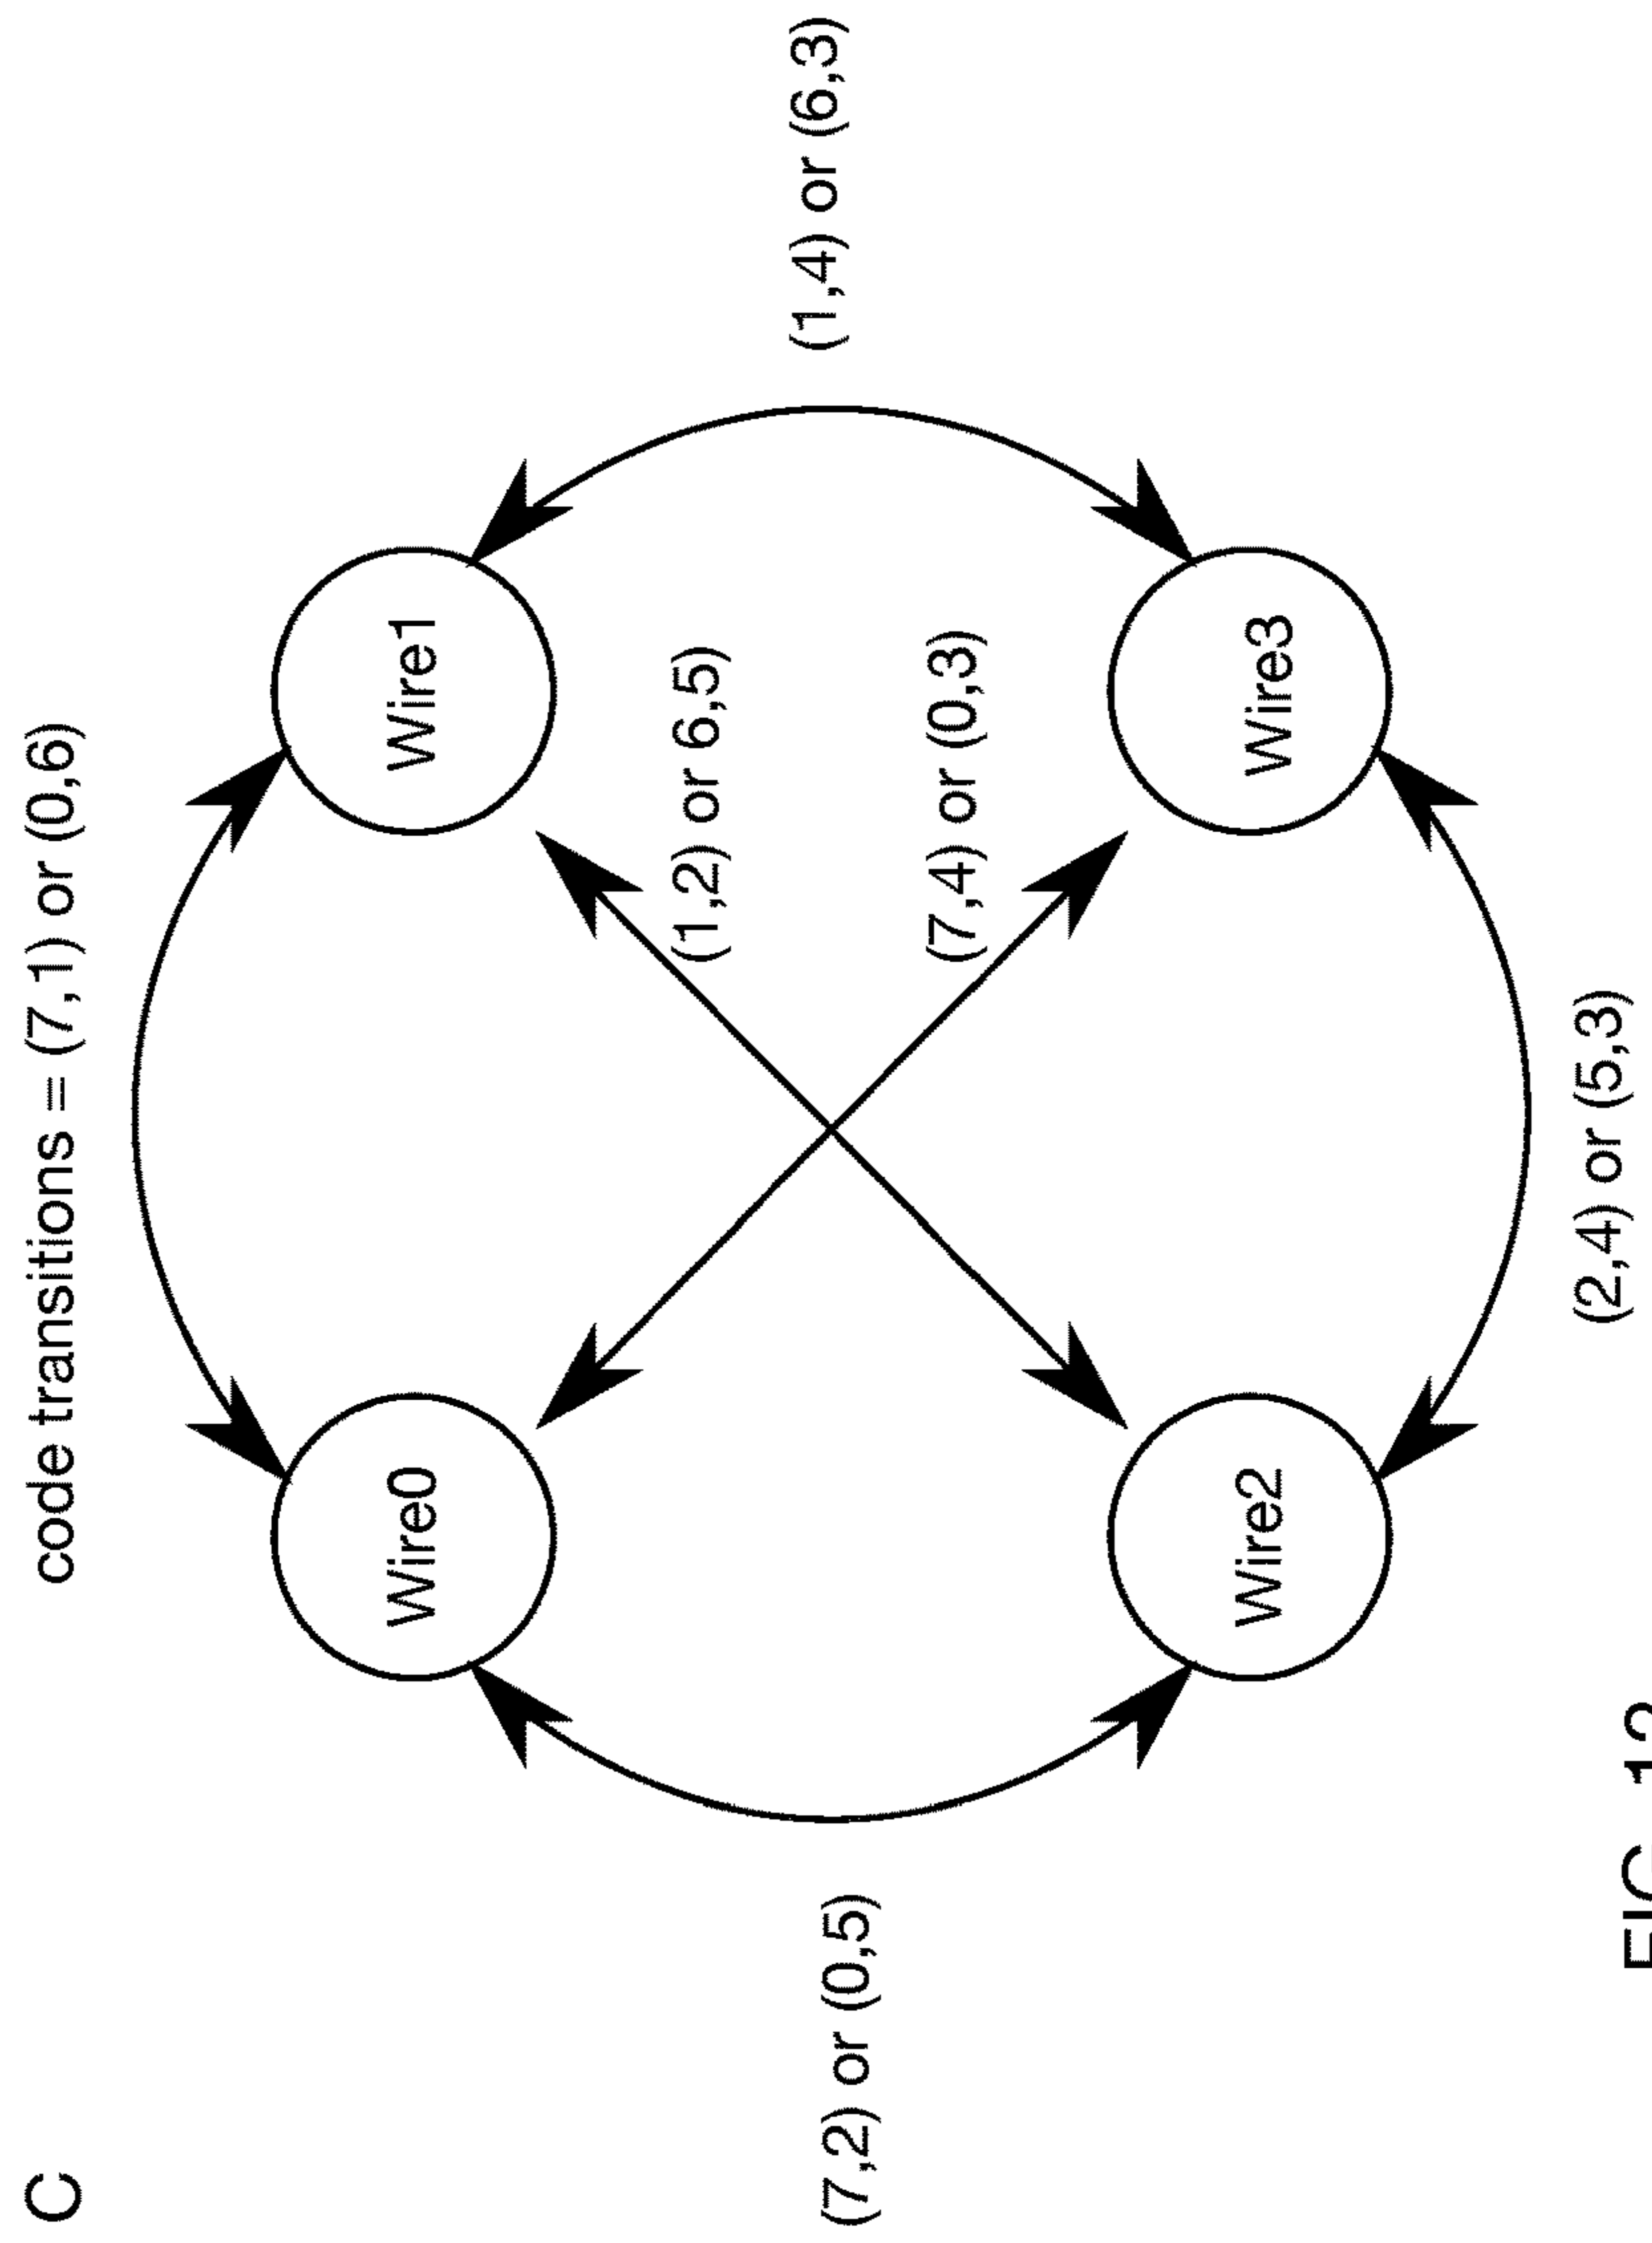 C
code transitions = (7,1) or (0,6)
Wire0
Wire1
(1,2) or 6,5)
(7,2) or (0,5)
(1,4) or (6,3)
(7,4) or (0,3)
Wire2
Wire3
(2,4) or (5,3)